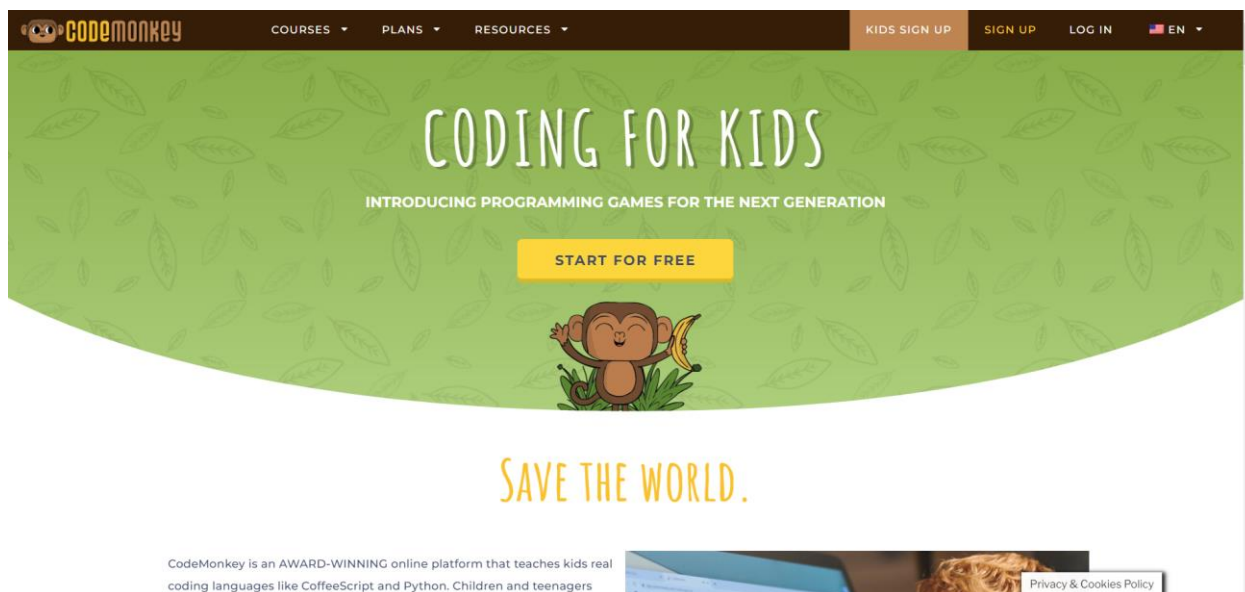 CODEMONKEY
COURSES
PLANS
RESOURCES
KIDS SIGN UP
SIGN UP
LOG IN
EN
CODING FOR KIDS
INTRODUCING PROGRAMMING GAMES FOR THE NEXT GENERATION
START FOR FREE
SAVE THE WORLD.
CodeMonkey is an AWARD-WINNING online platform that teaches kids real
coding languages like CoffeeScript and Python. Children and teenagers
Privacy & Cookies Policy